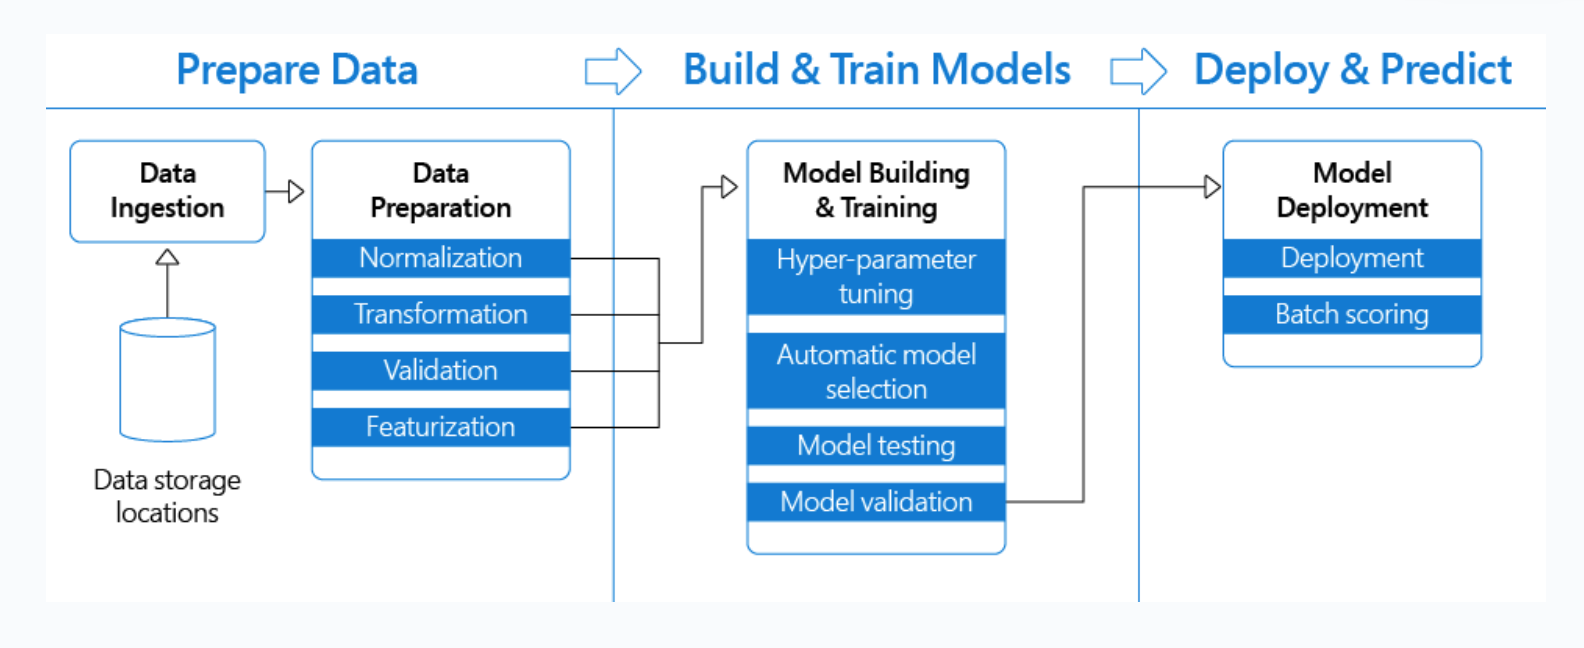 Prepare Data
Build & Train Models
Deploy & Predict
Data
Ingestion
Data storage
locations
Data
Preparation
Normalization
Transformation
Validation
Featurization
Model Building
& Training
Hyper-parameter
tuning
Automatic model
selection
Model testing
Model validation
Model
Deployment
Deployment
Batch scoring